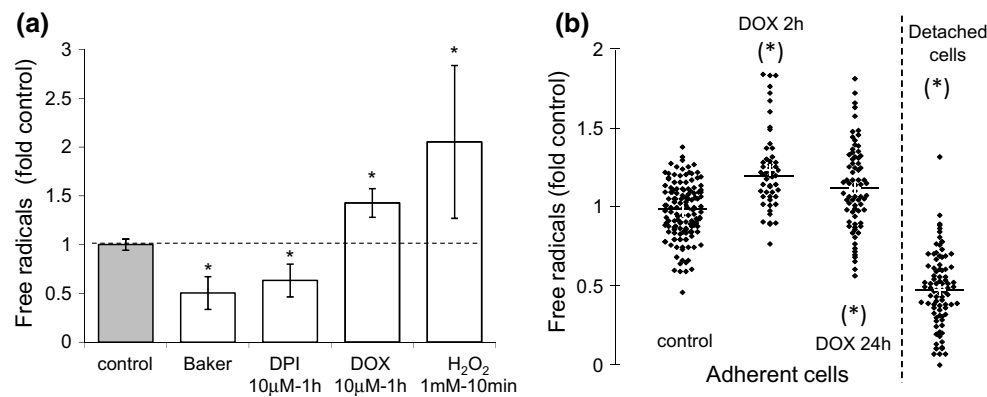 (a)
Free radicals (fold control)
3
2.5
2
1.5
1
0.5
0
*
*
*
*
control
Baker
DPI
10μM-1h
DOX
10μM-1h
H₂O₂
1mM-10min
(b)
Free radicals (fold control)
2
1.5
1
0.5
0
DOX 2h
(*)
Detached
cells
(*)
control
(*)
DOX 24h
Adherent cells